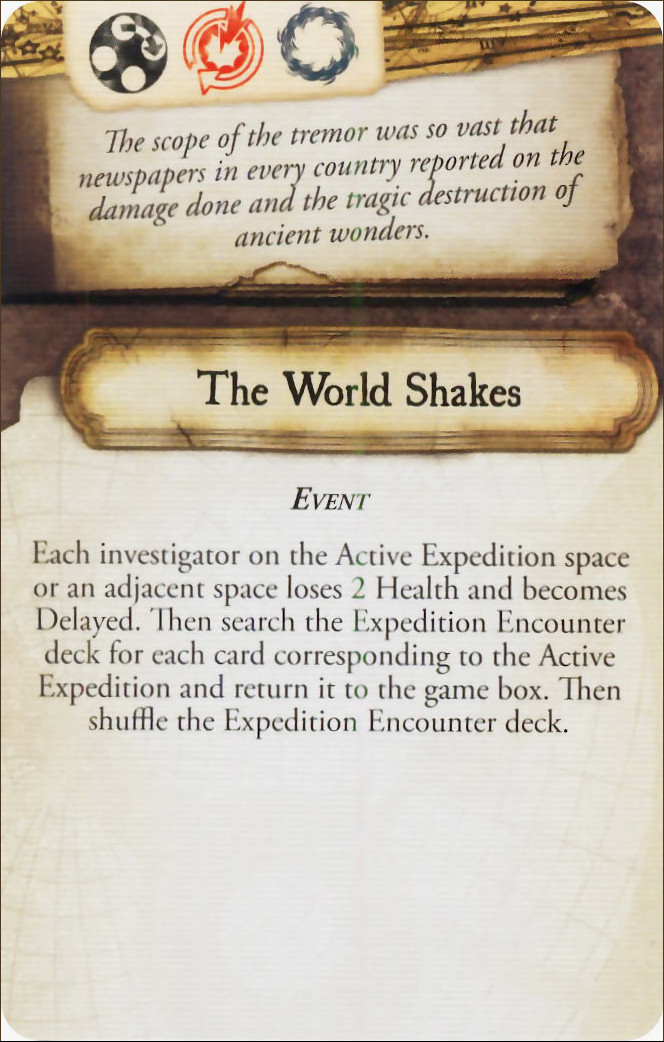 The scope of the tremor was so vast that
newspapers in every country reported on the
damage done and the tragic destruction of
ancient wonders.
The World Shakes
EVENT
Each investigator on the Active Expedition space
or an adjacent space loses 2 Health and becomes
Delayed. Then search the Expedition Encounter
deck for each card corresponding to the Active
Expedition and return it to the game box. Then
shuffle the Expedition Encounter deck.